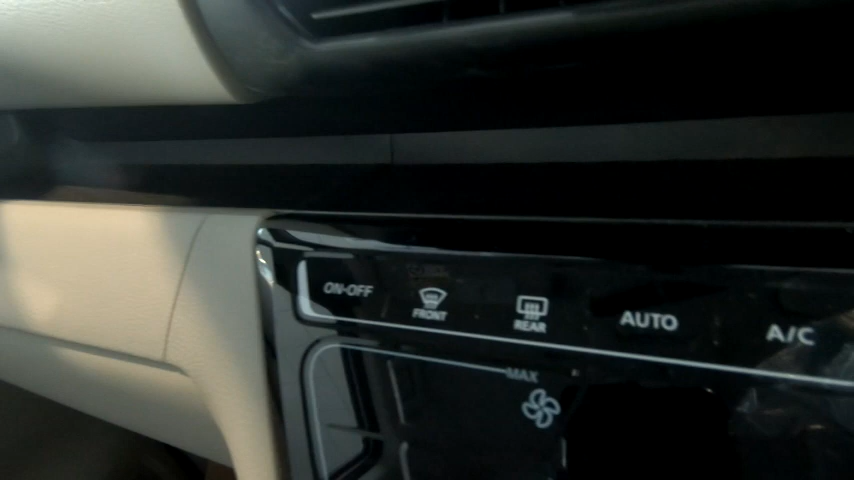 ON-OFF
FRONT
REAR
AUTO
A/C
MAX